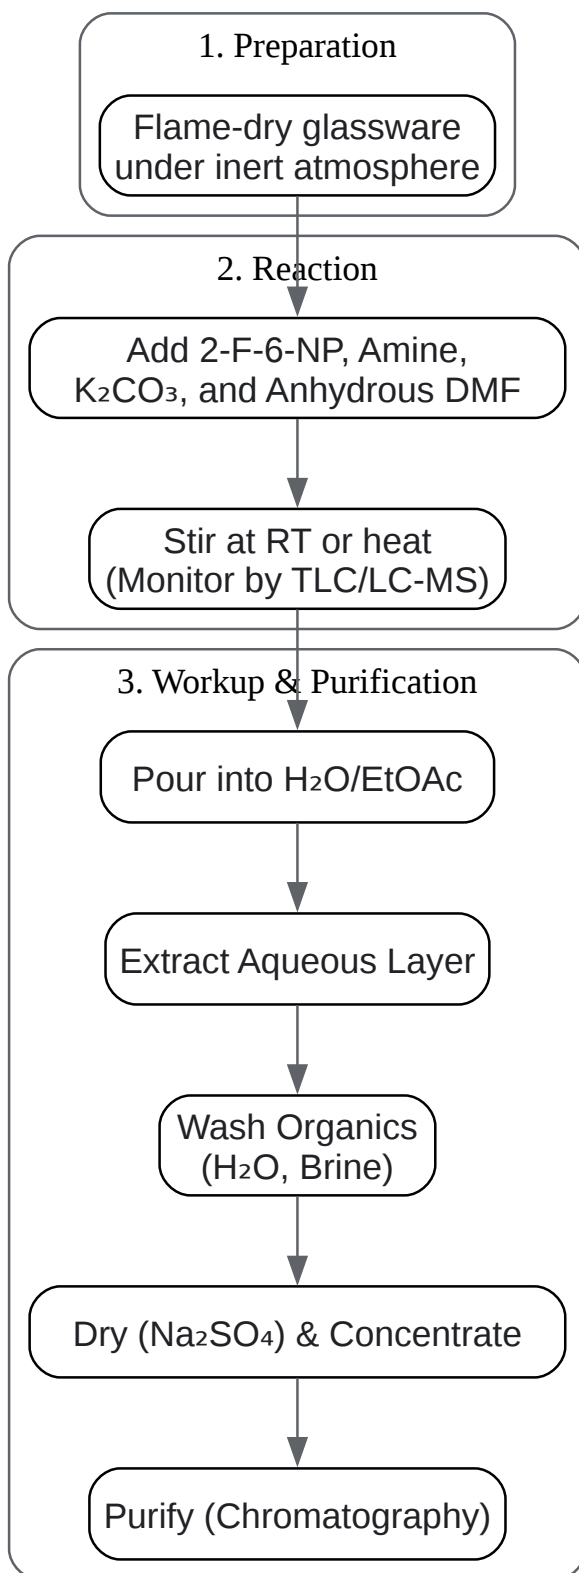 1. Preparation
Flame-dry glassware
under inert atmosphere
2. Reaction
Add 2-F-6-NP, Amine,
K₂CO₃, and Anhydrous DMF
Stir at RT or heat
(Monitor by TLC/LC-MS)
3. Workup & Purification
Pour into H₂O/EtOAc
Extract Aqueous Layer
Wash Organics
(H₂O, Brine)
Dry (Na₂SO₄) & Concentrate
Purify (Chromatography)